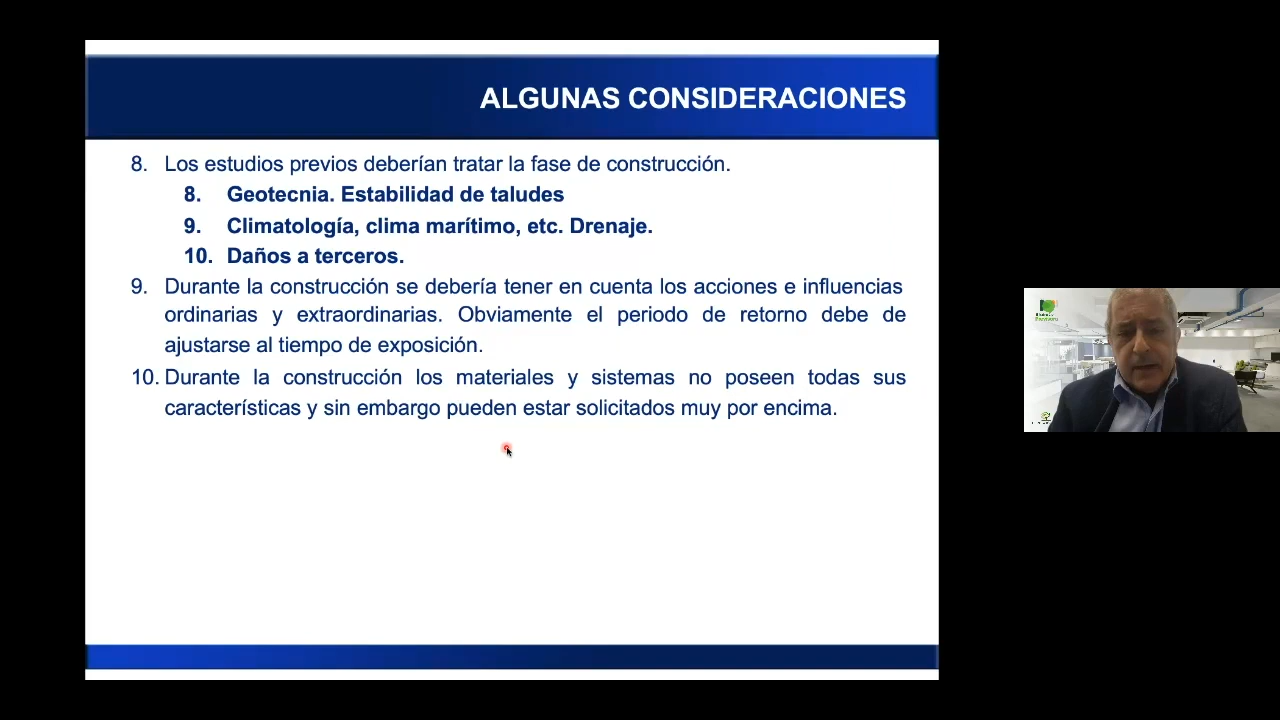 ALGUNAS CONSIDERACIONES
8. Los estudios previos deberían tratar la fase de construcción.
8. Geotecnia. Estabilidad de taludes
9. Climatología, clima marítimo, etc. Drenaje.
10. Daños a terceros.
9. Durante la construcción se debería tener en cuenta los acciones e influencias
ordinarias y extraordinarias. Obviamente el periodo de retorno debe de
ajustarse al tiempo de exposición.
10. Durante la construcción los materiales y sistemas no poseen todas sus
características y sin embargo pueden estar solicitados muy por encima.